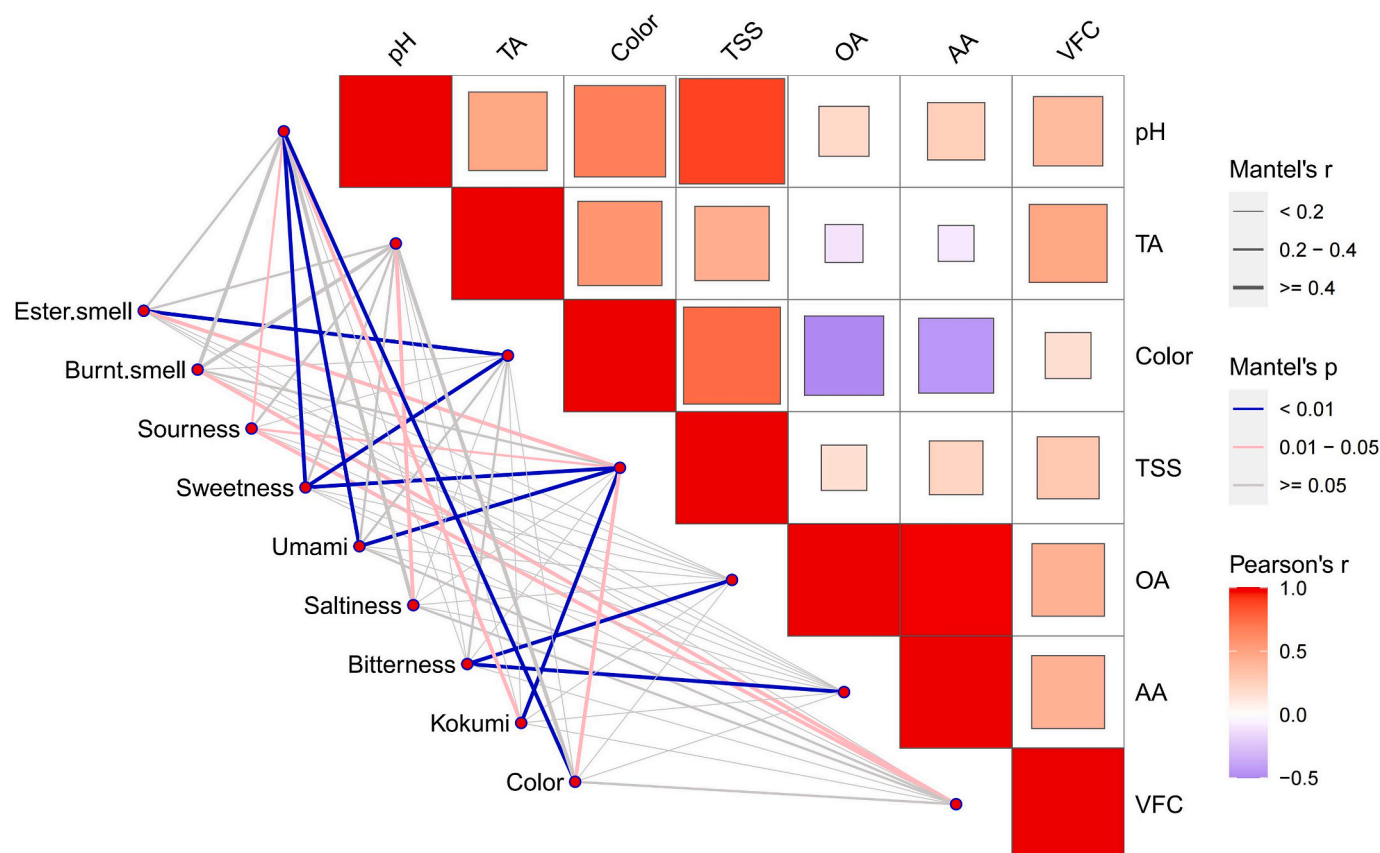 pH
TA
Color
TSS
OA
AA
VFC
pH
TA
Color
TSS
OA
AA
VFC
Ester.smell
Burnt.smell
Sourness
Sweetness
Umami
Saltiness
Bitterness
Kokumi
Color
Mantel's r
< 0.2
0.2 − 0.4
>= 0.4
Mantel's p
< 0.01
0.01 − 0.05
>= 0.05
Pearson's r
1.0
0.5
0.0
−0.5